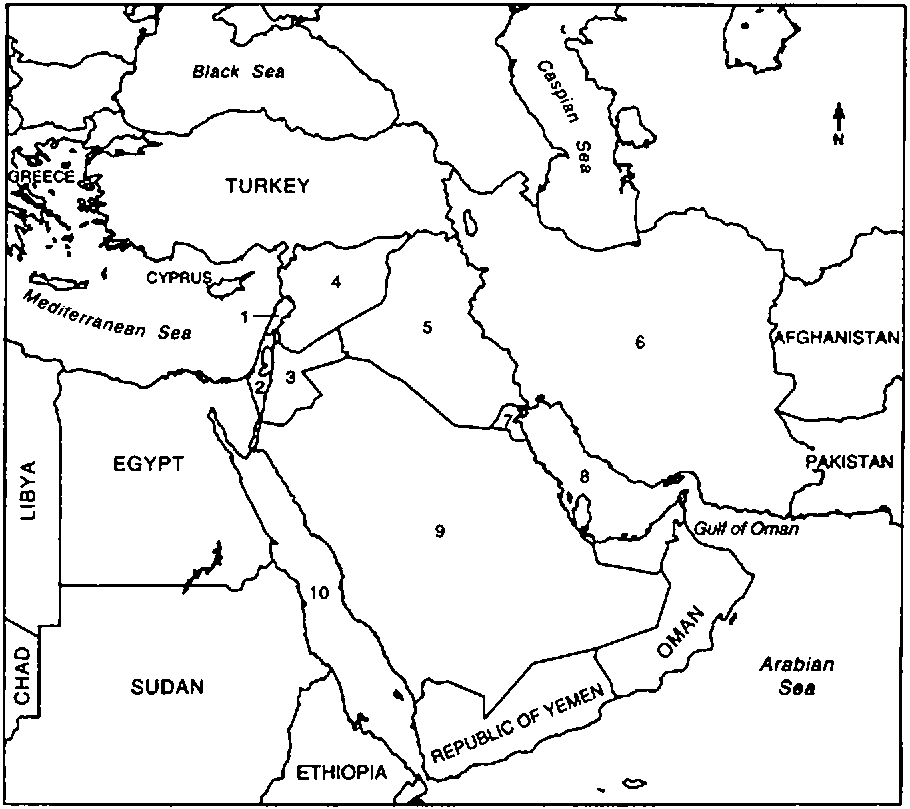 Black Sea
Caspian
Sea
N
GREECE
TURKEY
CYPRUS
4
Mediterranean Sea
1
5
6
AFGHANISTAN
2
3
7
LIBYA
EGYPT
8
PAKISTAN
9
Gulf of Oman
10
CHAD
SUDAN
OMAN
Arabian
Sea
REPUBLIC OF YEMEN
ETHIOPIA